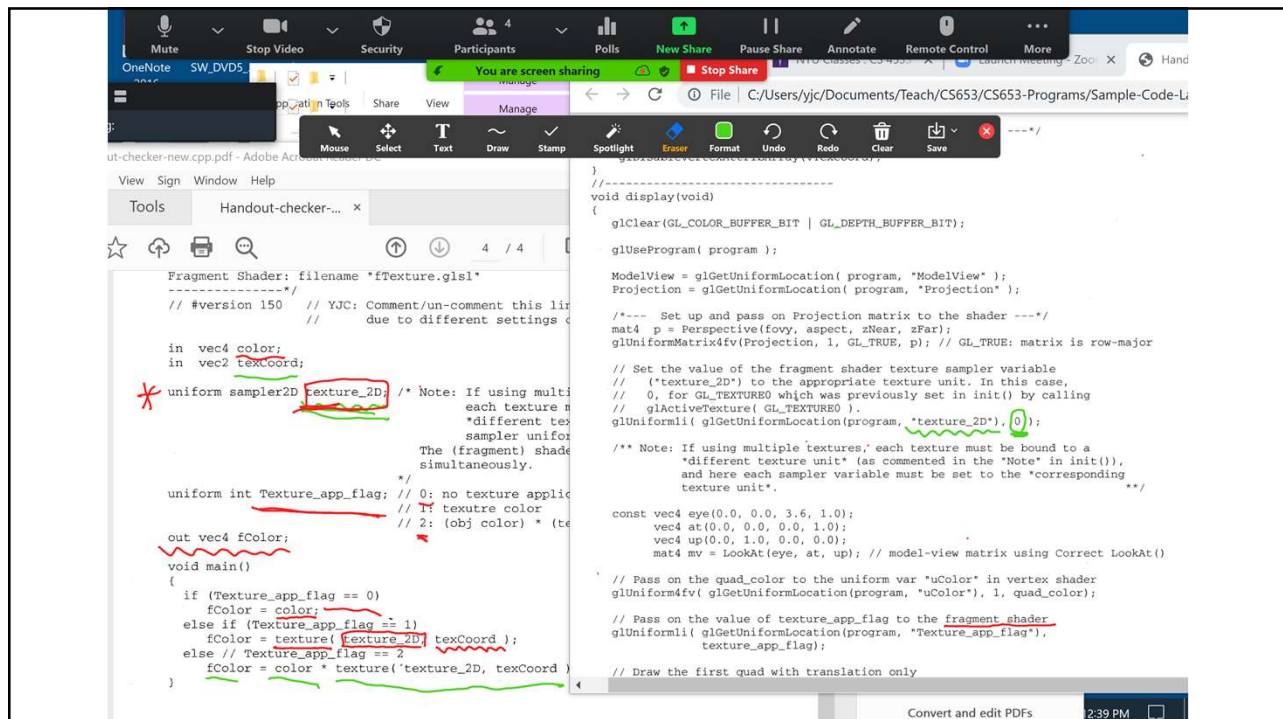 4
Mute Stop Video Security Participants Polls New Share Pause Share Annotate Remote Control More
OneNote SW_DVD5_
You are screen sharing Stop Share
Share View Manage
Launch Meeting - Zoo X Hand
File | C:/Users/yjc/Documents/Teach/CS653/CS653-Programs/Sample-Code-La
Mouse Select Text Draw Stamp Spotlight Eraser Format Undo Redo Clear Save
ut-checker-new.cpp.pdf - Adobe Acrobat Reader DC
View Sign Window Help
Tools Handout-checker-... ×
4 / 4
Fragment Shader: filename "fTexture.glsl"
---------------*/
// #version 150 // YJC: Comment/un-comment this lin
// due to different settings o
in vec4 color;
in vec2 texCoord;
* uniform sampler2D texture_2D; /* Note: If using multi
each texture m
*different tex
sampler unifor
The (fragment) shade
simultaneously.
*/
uniform int Texture_app_flag; // 0: no texture applic
// 1: texutre color
// 2: (obj color) * (te
out vec4 fColor;
void main()
{
if (Texture_app_flag == 0)
fColor = color;
else if (Texture_app_flag == 1)
fColor = texture( texture_2D, texCoord );
else // Texture_app_flag == 2
fColor = color * texture( texture_2D, texCoord )
}
---*/
}
//---------------------------------
void display(void)
{
glClear(GL_COLOR_BUFFER_BIT | GL_DEPTH_BUFFER_BIT);
glUseProgram( program );
ModelView = glGetUniformLocation( program, "ModelView" );
Projection = glGetUniformLocation( program, "Projection" );
/*--- Set up and pass on Projection matrix to the shader ---*/
mat4 p = Perspective(fovy, aspect, zNear, zFar);
glUniformMatrix4fv(Projection, 1, GL_TRUE, p); // GL_TRUE: matrix is row-major
// Set the value of the fragment shader texture sampler variable
// ("texture_2D") to the appropriate texture unit. In this case,
// 0, for GL_TEXTURE0 which was previously set in init() by calling
// glActiveTexture( GL_TEXTURE0 ).
glUniform1i( glGetUniformLocation(program, "texture_2D"), 0 );
/** Note: If using multiple textures, each texture must be bound to a
*different texture unit* (as commented in the "Note" in init()),
and here each sampler variable must be set to the *corresponding
texture unit*. **/
const vec4 eye(0.0, 0.0, 3.6, 1.0);
vec4 at(0.0, 0.0, 0.0, 1.0);
vec4 up(0.0, 1.0, 0.0, 0.0);
mat4 mv = LookAt(eye, at, up); // model-view matrix using Correct LookAt()
// Pass on the quad_color to the uniform var "uColor" in vertex shader
glUniform4fv( glGetUniformLocation(program, "uColor"), 1, quad_color);
// Pass on the value of texture_app_flag to the fragment shader
glUniform1i( glGetUniformLocation(program, "Texture_app_flag"),
texture_app_flag);
// Draw the first quad with translation only
Convert and edit PDFs
12:39 PM